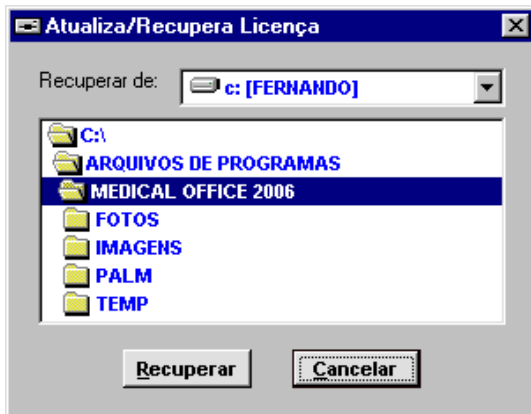 Atualiza/Recupera Licença
Recuperar de: c: [FERNANDO]
C:\
ARQUIVOS DE PROGRAMAS
MEDICAL OFFICE 2006
FOTOS
IMAGENS
PALM
TEMP
Recuperar Cancelar